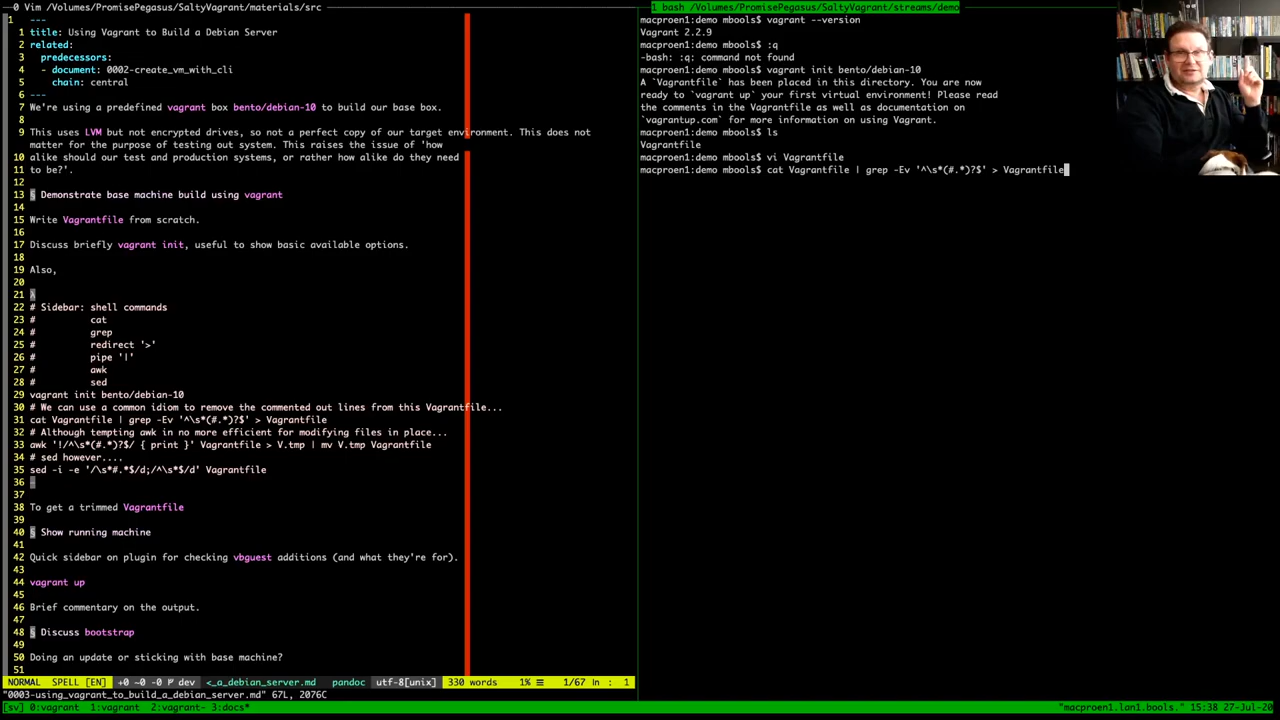 0 Vim /Volumes/PromisePegasus/SaltyVagrant/materials/src
1 ---
1 title: Using Vagrant to Build a Debian Server
2 related:
3   predecessors:
4   - document: 0002-create_vm_with_cli
5     chain: central
6 ---
7 We're using a predefined vagrant box bento/debian-10 to build our base box.
8
9 This uses LVM but not encrypted drives, so not a perfect copy of our target environment. This does not
matter for the purpose of testing out system. This raises the issue of 'how
10 alike should our test and production systems, or rather how alike do they need
11 to be?'.
12
13 § Demonstrate base machine build using vagrant
14
15 Write Vagrantfile from scratch.
16
17 Discuss briefly vagrant init, useful to show basic available options.
18
19 Also,
20
21
22 # Sidebar: shell commands
23 #          cat
24 #          grep
25 #          redirect '>'
26 #          pipe '|'
27 #          awk
28 #          sed
29 vagrant init bento/debian-10
30 # We can use a common idiom to remove the commented out lines from this Vagrantfile...
31 cat Vagrantfile | grep -Ev '^\s*(#.*)?$' > Vagrantfile
32 # Although tempting awk in no more efficient for modifying files in place...
33 awk '!/^\s*(#.*)?$/ { print }' Vagrantfile > V.tmp | mv V.tmp Vagrantfile
34 # sed however....
35 sed -i -e '/\s*#.*$/d;/^\s*$/d' Vagrantfile
36
37
38 To get a trimmed Vagrantfile
39
40 § Show running machine
41
42 Quick sidebar on plugin for checking vbguest additions (and what they're for).
43
44 vagrant up
45
46 Brief commentary on the output.
47
48 § Discuss bootstrap
49
50 Doing an update or sticking with base machine?
51
NORMAL SPELL [EN] +0 ~0 -0 dev <_a_debian_server.md pandoc utf-8[unix] 330 words 1% ☰ 1/67 ln : 1
"0003-using_vagrant_to_build_a_debian_server.md" 67L, 2076C
1 bash /Volumes/PromisePegasus/SaltyVagrant/streams/demo
macproen1:demo mbools$ vagrant --version
Vagrant 2.2.9
macproen1:demo mbools$ :q
-bash: :q: command not found
macproen1:demo mbools$ vagrant init bento/debian-10
A `Vagrantfile` has been placed in this directory. You are now
ready to `vagrant up` your first virtual environment! Please read
the comments in the Vagrantfile as well as documentation on
`vagrantup.com` for more information on using Vagrant.
macproen1:demo mbools$ ls
Vagrantfile
macproen1:demo mbools$ vi Vagrantfile
macproen1:demo mbools$ cat Vagrantfile | grep -Ev '^\s*(#.*)?$' > Vagrantfile
[sv] 0:vagrant 1:vagrant 2:vagrant- 3:docs* "macproen1.lan1.bools." 15:38 27-Jul-20